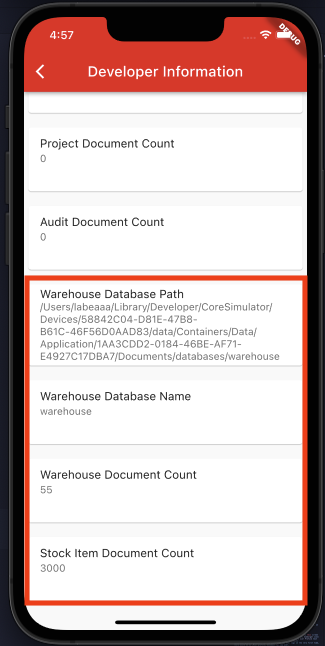 4:57
DEBUG
Developer Information
Project Document Count
0
Audit Document Count
0
Warehouse Database Path
/Users/labeaaa/Library/Developer/CoreSimulator/
Devices/58842C04-D81E-47B8-
B61C-46F56D0AAD83/data/Containers/Data/
Application/1AA3CDD2-0184-46BE-AF71-
E4927C17DBA7/Documents/databases/warehouse
Warehouse Database Name
warehouse
Warehouse Document Count
55
Stock Item Document Count
3000